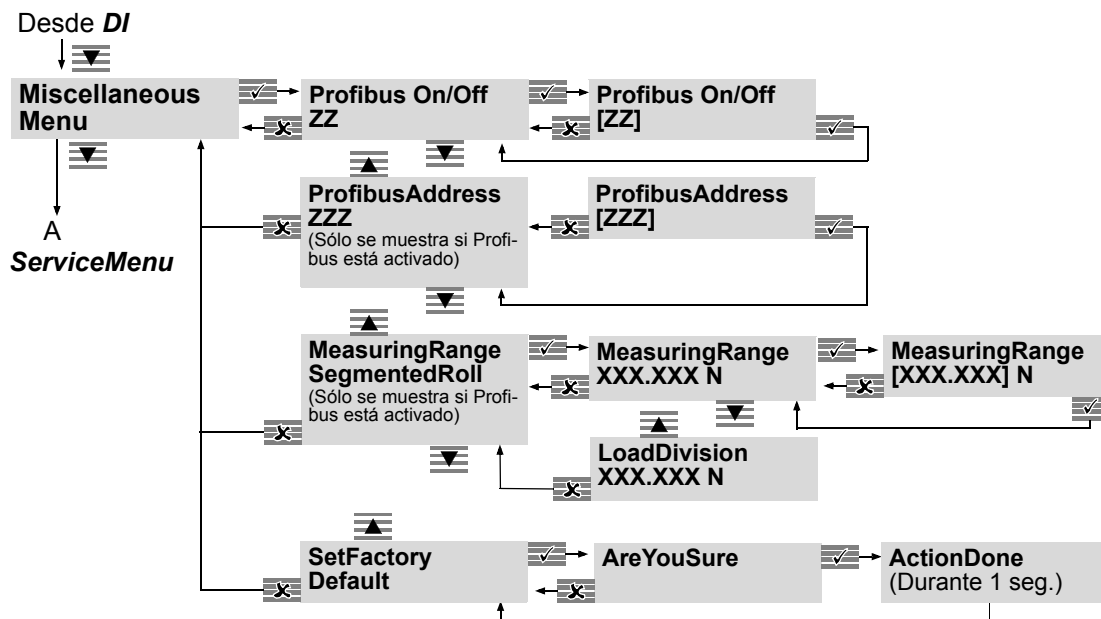 Desde DI
Miscellaneous
Menu
Profibus On/Off
ZZ
Profibus On/Off
[ZZ]
ProfibusAddress
ZZZ
(Sólo se muestra si Profi-
bus está activado)
ProfibusAddress
[ZZZ]
A
ServiceMenu
MeasuringRange
SegmentedRoll
(Sólo se muestra si Profi-
bus está activado)
MeasuringRange
XXX.XXX N
MeasuringRange
[XXX.XXX] N
LoadDivision
XXX.XXX N
SetFactory
Default
AreYouSure
ActionDone
(Durante 1 seg.)